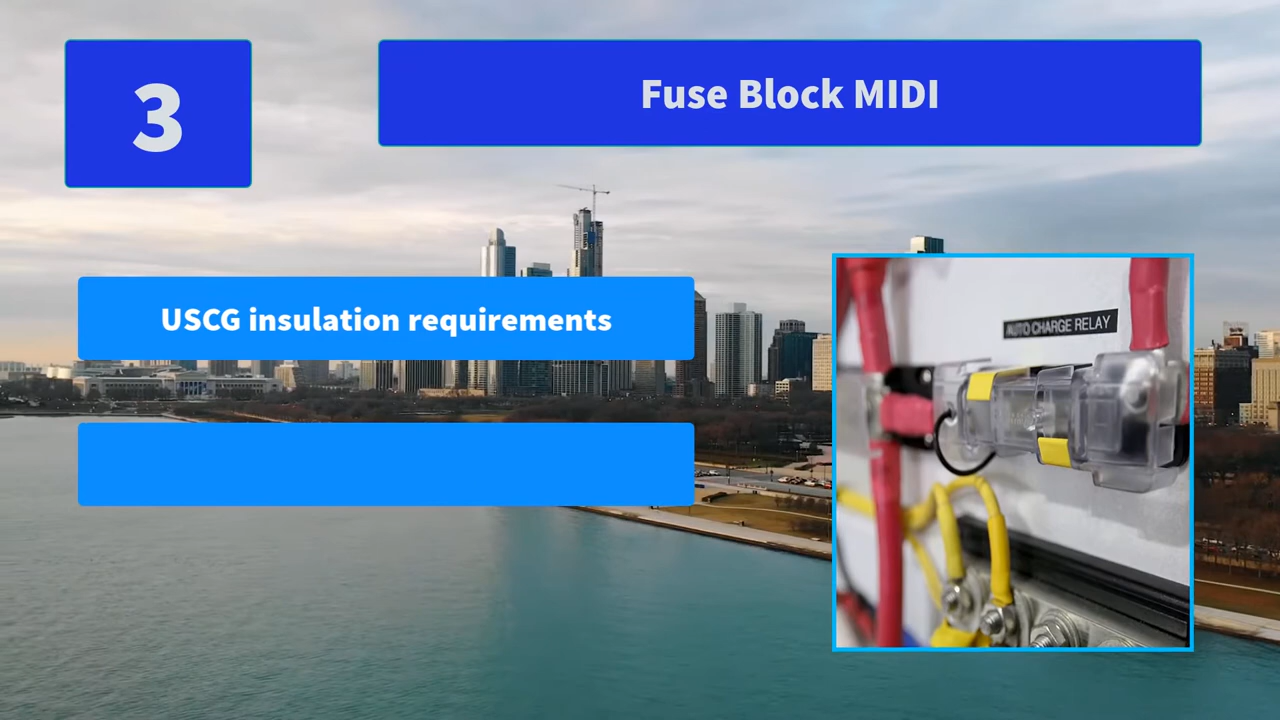 3
Fuse Block MIDI
USCG insulation requirements
AUTO CHARGE RELAY